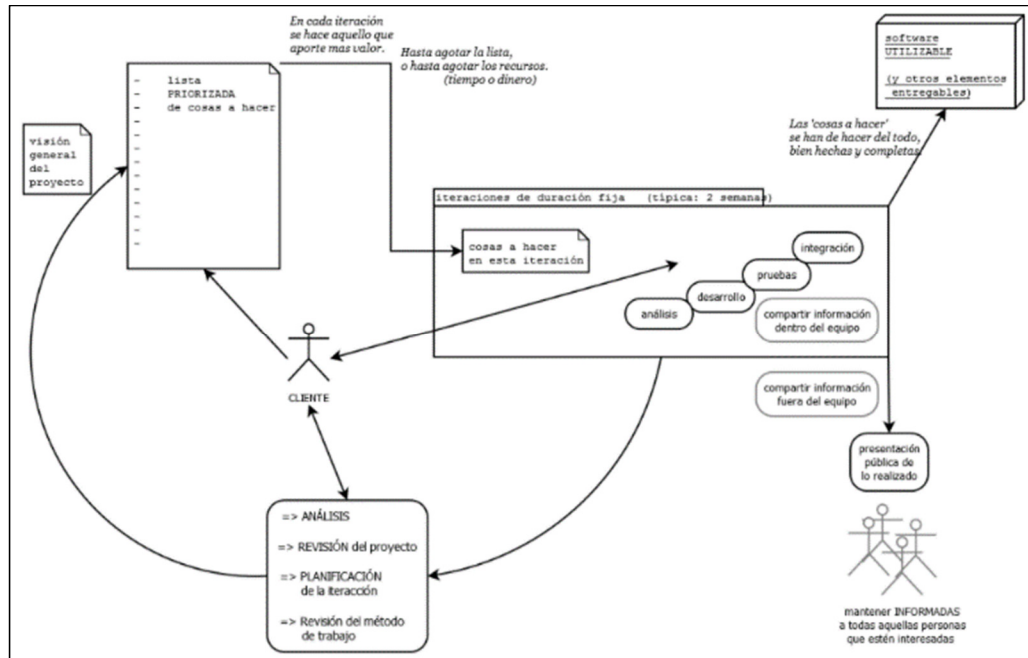 En cada iteración
se hace aquello que
aporte mas valor.
Hasta agotar la lista,
o hasta agotar los recursos.
(tiempo o dinero)
- lista
- PRIORIZADA
- de cosas a hacer
-
-
-
-
-
-
-
-
-
-
visión
general
del
proyecto
software
UTILIZABLE
(y otros elementos
entregables)
Las 'cosas a hacer'
se han de hacer del todo,
bien hechas y completas.
iteraciones de duración fija (típica: 2 semanas)
cosas a hacer
en esta iteración
análisis
desarrollo
pruebas
integración
compartir información
dentro del equipo
compartir información
fuera del equipo
CLIENTE
presentación
pública de
lo realizado
=> ANÁLISIS
=> REVISIÓN del proyecto
=> PLANIFICACIÓN
de la iteracción
=> Revisión del método
de trabajo
mantener INFORMADAS
a todas aquellas personas
que estén interesadas